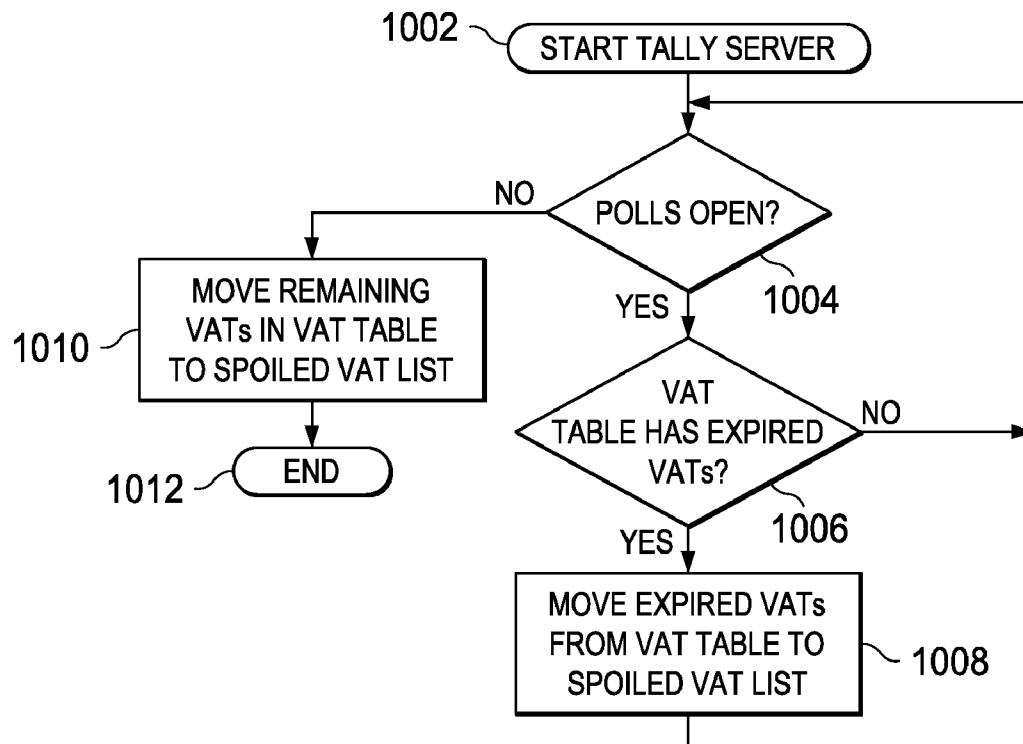 1002
START TALLY SERVER
POLLS OPEN?
1004
NO
YES
MOVE REMAINING
VATs IN VAT TABLE
TO SPOILED VAT LIST
1010
END
1012
VAT
TABLE HAS EXPIRED
VATs?
1006
NO
YES
MOVE EXPIRED VATs
FROM VAT TABLE TO
SPOILED VAT LIST
1008